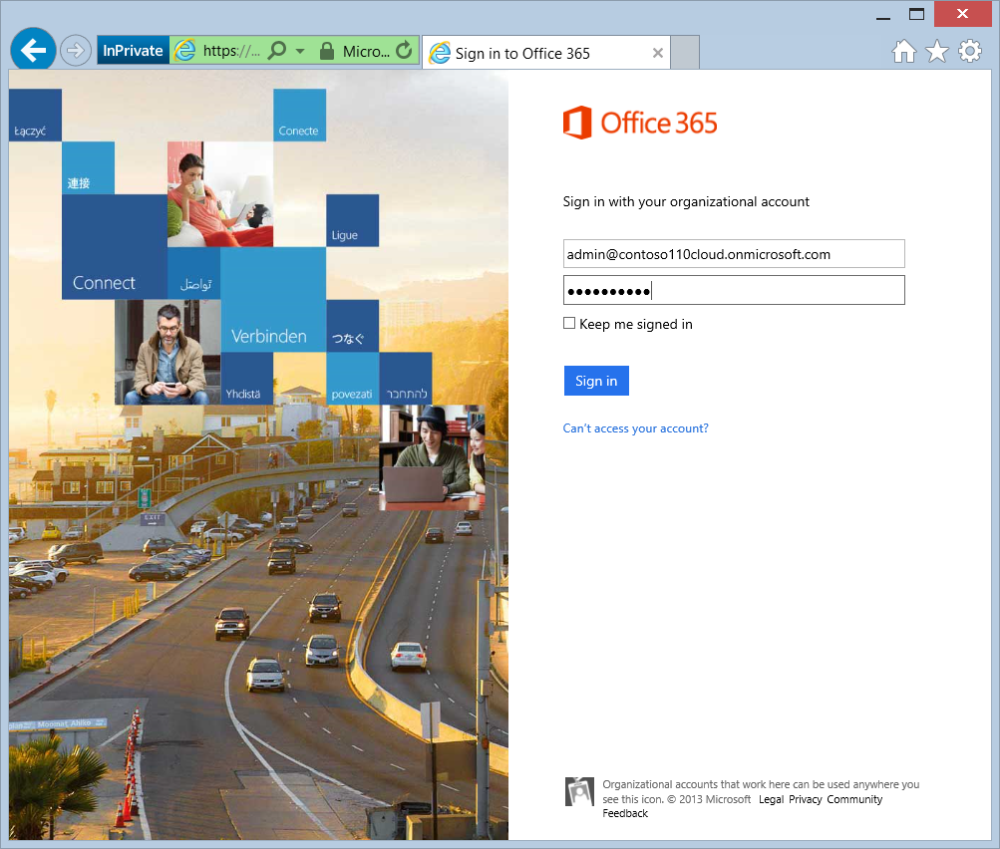 InPrivate
https://...
Micro...
Sign in to Office 365
Łączyć
Conecte
連接
Ligue
Connect
تواصَل
Verbinden
つなぐ
Yhdistä
povezati
להתחבר
EXIT
Office 365
Sign in with your organizational account
admin@contoso110cloud.onmicrosoft.com
●●●●●●●●●●
Keep me signed in
Sign in
Can't access your account?
Organizational accounts that work here can be used anywhere you
see this icon. © 2013 Microsoft Legal Privacy Community
Feedback